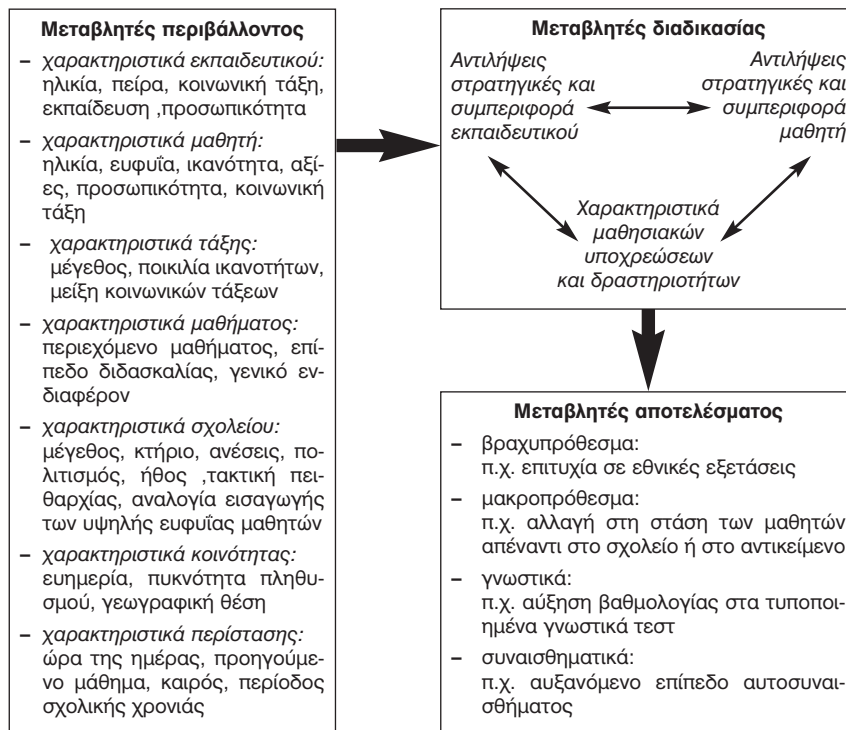 Μεταβλητές περιβάλλοντος
– χαρακτηριστικά εκπαιδευτικού:
ηλικία, πείρα, κοινωνική τάξη,
εκπαίδευση ,προσωπικότητα
– χαρακτηριστικά μαθητή:
ηλικία, ευφυΐα, ικανότητα, αξί-
ες, προσωπικότητα, κοινωνική
τάξη
– χαρακτηριστικά τάξης:
μέγεθος, ποικιλία ικανοτήτων,
μείξη κοινωνικών τάξεων
– χαρακτηριστικά μαθήματος:
περιεχόμενο μαθήματος, επί-
πεδο διδασκαλίας, γενικό εν-
διαφέρον
– χαρακτηριστικά σχολείου:
μέγεθος, κτήριο, ανέσεις, πο-
λιτισμός, ήθος ,τακτική πει-
θαρχίας, αναλογία εισαγωγής
των υψηλής ευφυΐας μαθητών
– χαρακτηριστικά κοινότητας:
ευημερία, πυκνότητα πληθυ-
σμού, γεωγραφική θέση
– χαρακτηριστικά περίστασης:
ώρα της ημέρας, προηγούμε-
νο μάθημα, καιρός, περίοδος
σχολικής χρονιάς
Μεταβλητές διαδικασίας
Αντιλήψεις
στρατηγικές και
συμπεριφορά
εκπαιδευτικού
Αντιλήψεις
στρατηγικές και
συμπεριφορά
μαθητή
Χαρακτηριστικά
μαθησιακών
υποχρεώσεων
και δραστηριοτήτων
Μεταβλητές αποτελέσματος
– βραχυπρόθεσμα:
π.χ. επιτυχία σε εθνικές εξετάσεις
– μακροπρόθεσμα:
π.χ. αλλαγή στη στάση των μαθητών
απέναντι στο σχολείο ή στο αντικείμενο
– γνωστικά:
π.χ. αύξηση βαθμολογίας στα τυποποι-
ημένα γνωστικά τεστ
– συναισθηματικά:
π.χ. αυξανόμενο επίπεδο αυτοσυναι-
σθήματος